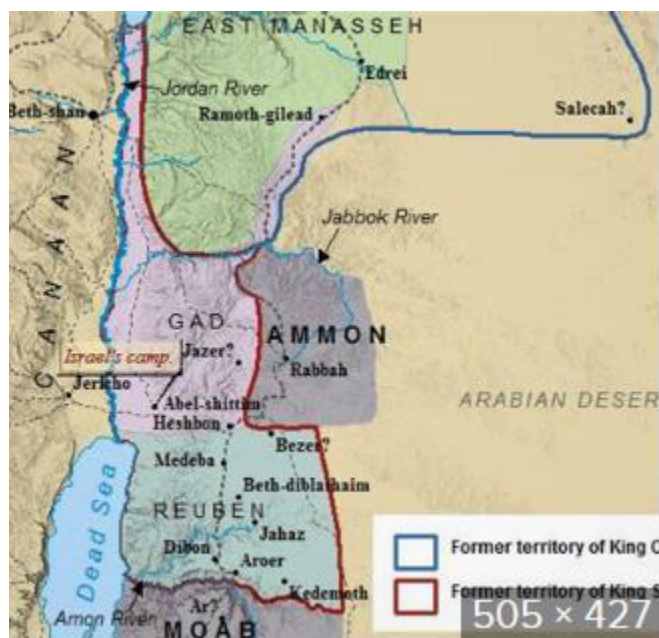 EAST MANASSEH
Edrei
Jordan River
Beth-shan
Ramoth-gilead
Salecah?
CANAAN
Jabbok River
GAD
AMMON
Israel's camp.
Jazer?
Rabbah
Jericho
Abel-shittim
ARABIAN DESER
Heshbon
Bezer?
Medeba
Beth-diblathaim
REUBEN
Dead Sea
Jahaz
Dibon
Aroer
Kedemoth
Arnon River
Ar?
MOAB
Former territory of King O
Former territory of King S
505 × 427